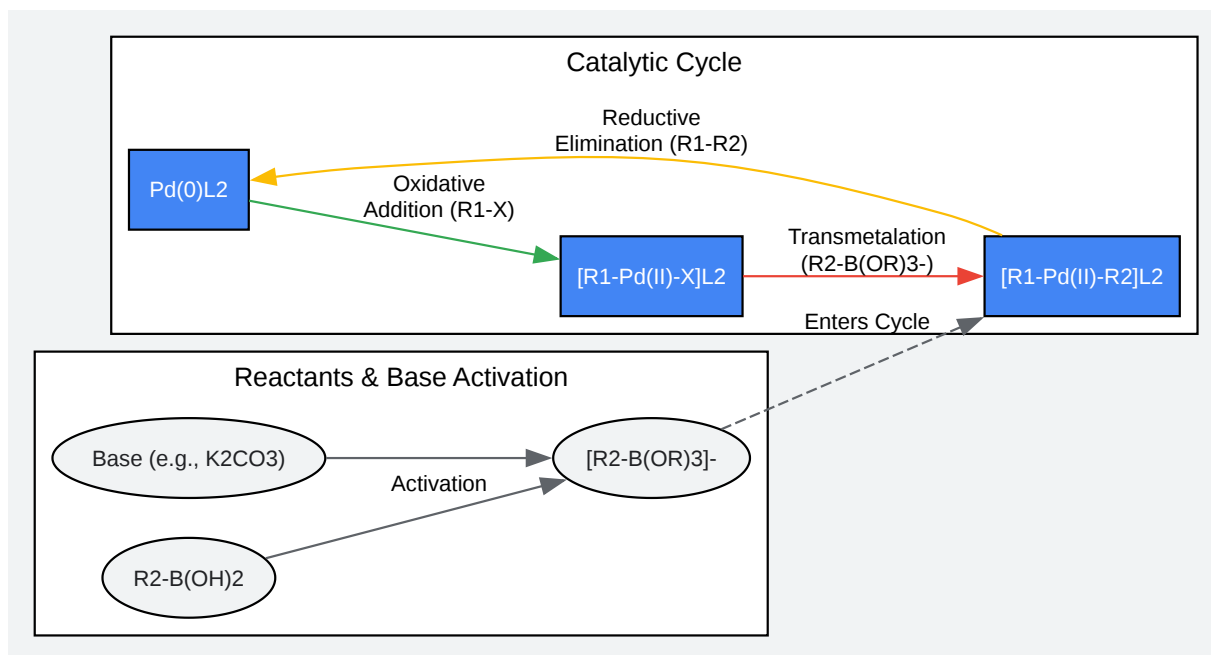 Catalytic Cycle
Reductive
Elimination (R1-R2)
Pd(0)L2
Oxidative
Addition (R1-X)
Transmetalation
(R2-B(OR)3-)
[R1-Pd(II)-X]L2
[R1-Pd(II)-R2]L2
Enters Cycle
Reactants & Base Activation
Base (e.g., K2CO3)
[R2-B(OR)3]-
Activation
R2-B(OH)2